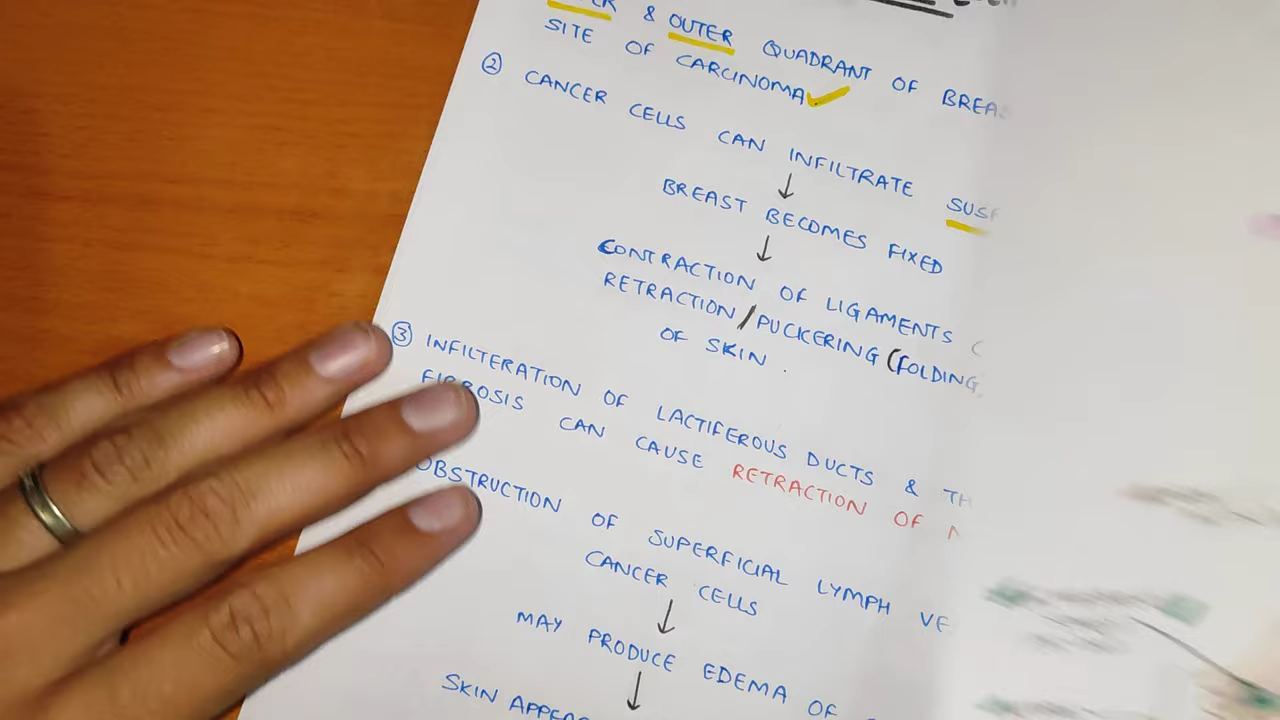 & OUTER QUADRANT OF
SITE OF CARCINOMA
② CANCER CELLS CAN INFILTRATE
↓
BREAST BECOMES FIXED
↓
CONTRACTION OF LIGAMENTS
RETRACTION/PUCKERING (FOLDING
OF SKIN.
③ INFILTERATION OF LACTIFEROUS DUCTS &
FIBROSIS CAN CAUSE RETRACTION OF
OBSTRUCTION OF SUPERFICIAL LYMPH
CANCER CELLS
↓
MAY PRODUCE EDEMA OF
↓
SKIN